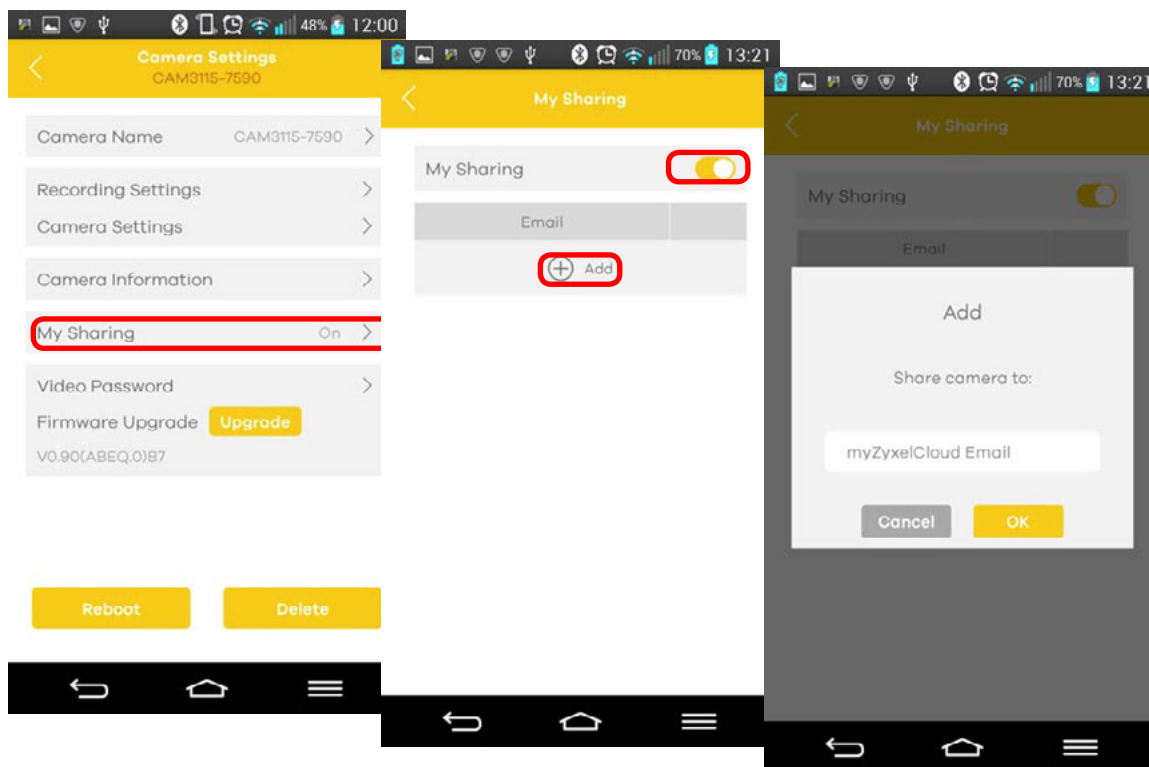 48% 12:00
Camera Settings
CAM3115-7590
Camera Name CAM3115-7590
Recording Settings
Camera Settings
Camera Information
My Sharing On
Video Password
Firmware Upgrade Upgrade
V0.90(ABEQ.0)B7
Reboot Delete
70% 13:21
My Sharing
My Sharing
Email
Add
70% 13:21
My Sharing
My Sharing
Email
Add
Share camera to:
myZyxelCloud Email
Cancel OK